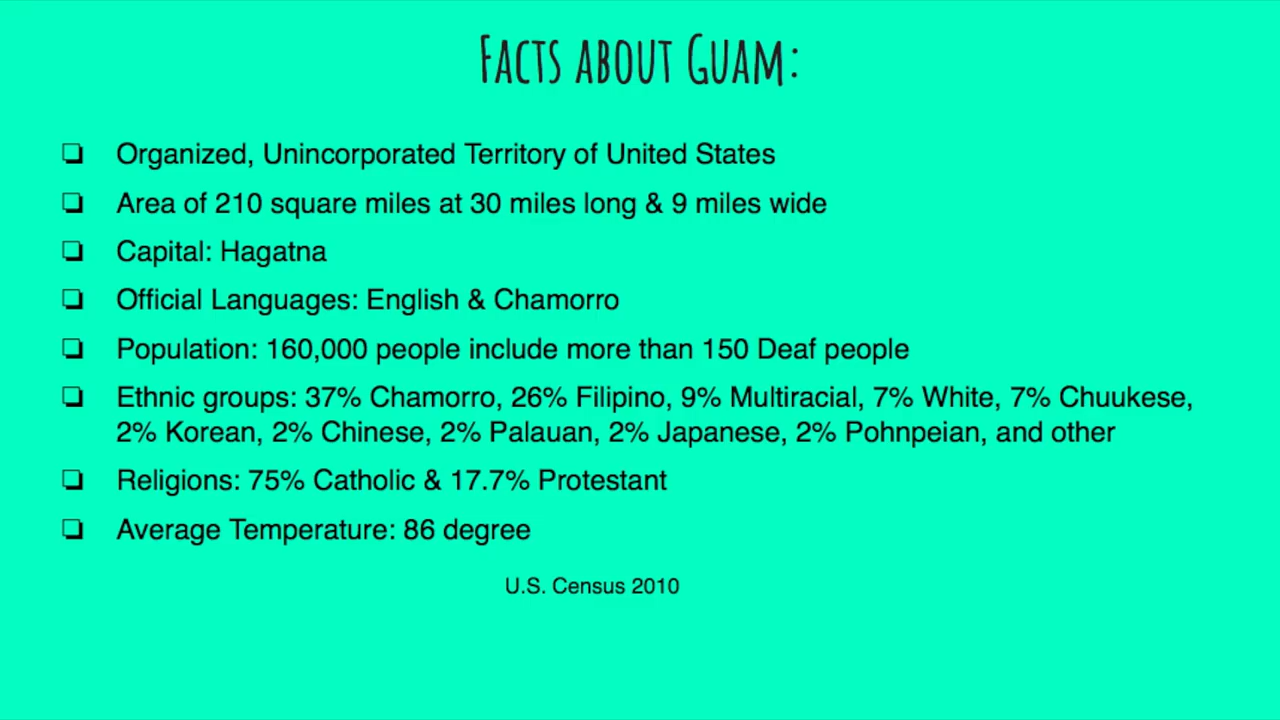 Facts about Guam:
❏ Organized, Unincorporated Territory of United States
❏ Area of 210 square miles at 30 miles long & 9 miles wide
❏ Capital: Hagatna
❏ Official Languages: English & Chamorro
❏ Population: 160,000 people include more than 150 Deaf people
❏ Ethnic groups: 37% Chamorro, 26% Filipino, 9% Multiracial, 7% White, 7% Chuukese,
2% Korean, 2% Chinese, 2% Palauan, 2% Japanese, 2% Pohnpeian, and other
❏ Religions: 75% Catholic & 17.7% Protestant
❏ Average Temperature: 86 degree
U.S. Census 2010